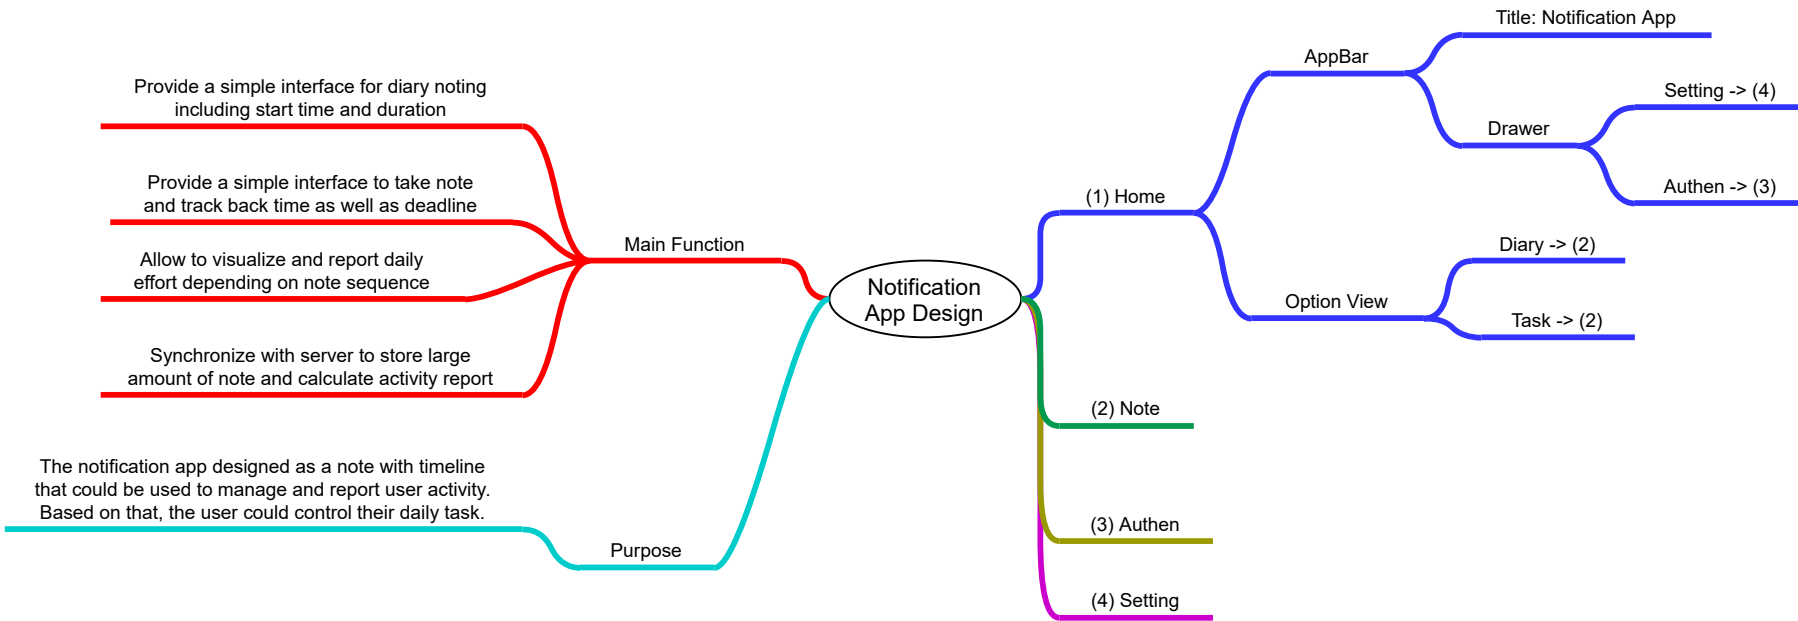 Notification
App Design
Main Function
Provide a simple interface for diary noting
including start time and duration
Provide a simple interface to take note
and track back time as well as deadline
Allow to visualize and report daily
effort depending on note sequence
Synchronize with server to store large
amount of note and calculate activity report
Purpose
The notification app designed as a note with timeline
that could be used to manage and report user activity.
Based on that, the user could control their daily task.
(1) Home
AppBar
Title: Notification App
Drawer
Setting -> (4)
Authen -> (3)
Option View
Diary -> (2)
Task -> (2)
(2) Note
(3) Authen
(4) Setting